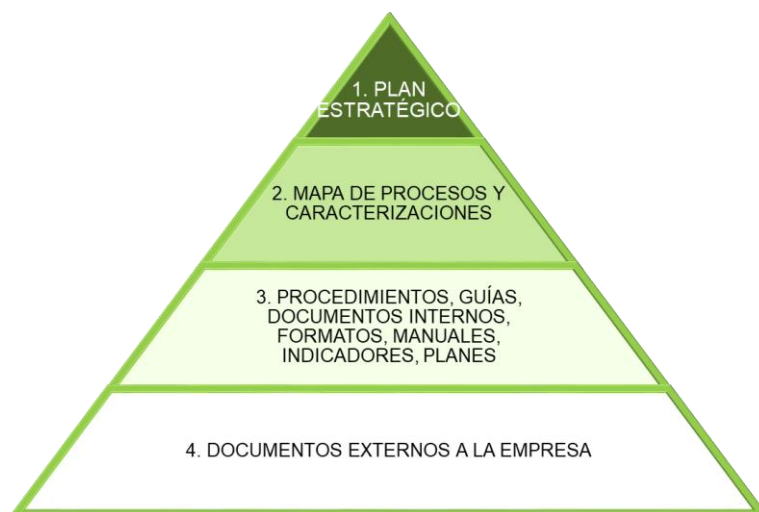 1. PLAN
ESTRATÉGICO
2. MAPA DE PROCESOS Y
CARACTERIZACIONES
3. PROCEDIMIENTOS, GUÍAS,
DOCUMENTOS INTERNOS,
FORMATOS, MANUALES,
INDICADORES, PLANES
4. DOCUMENTOS EXTERNOS A LA EMPRESA